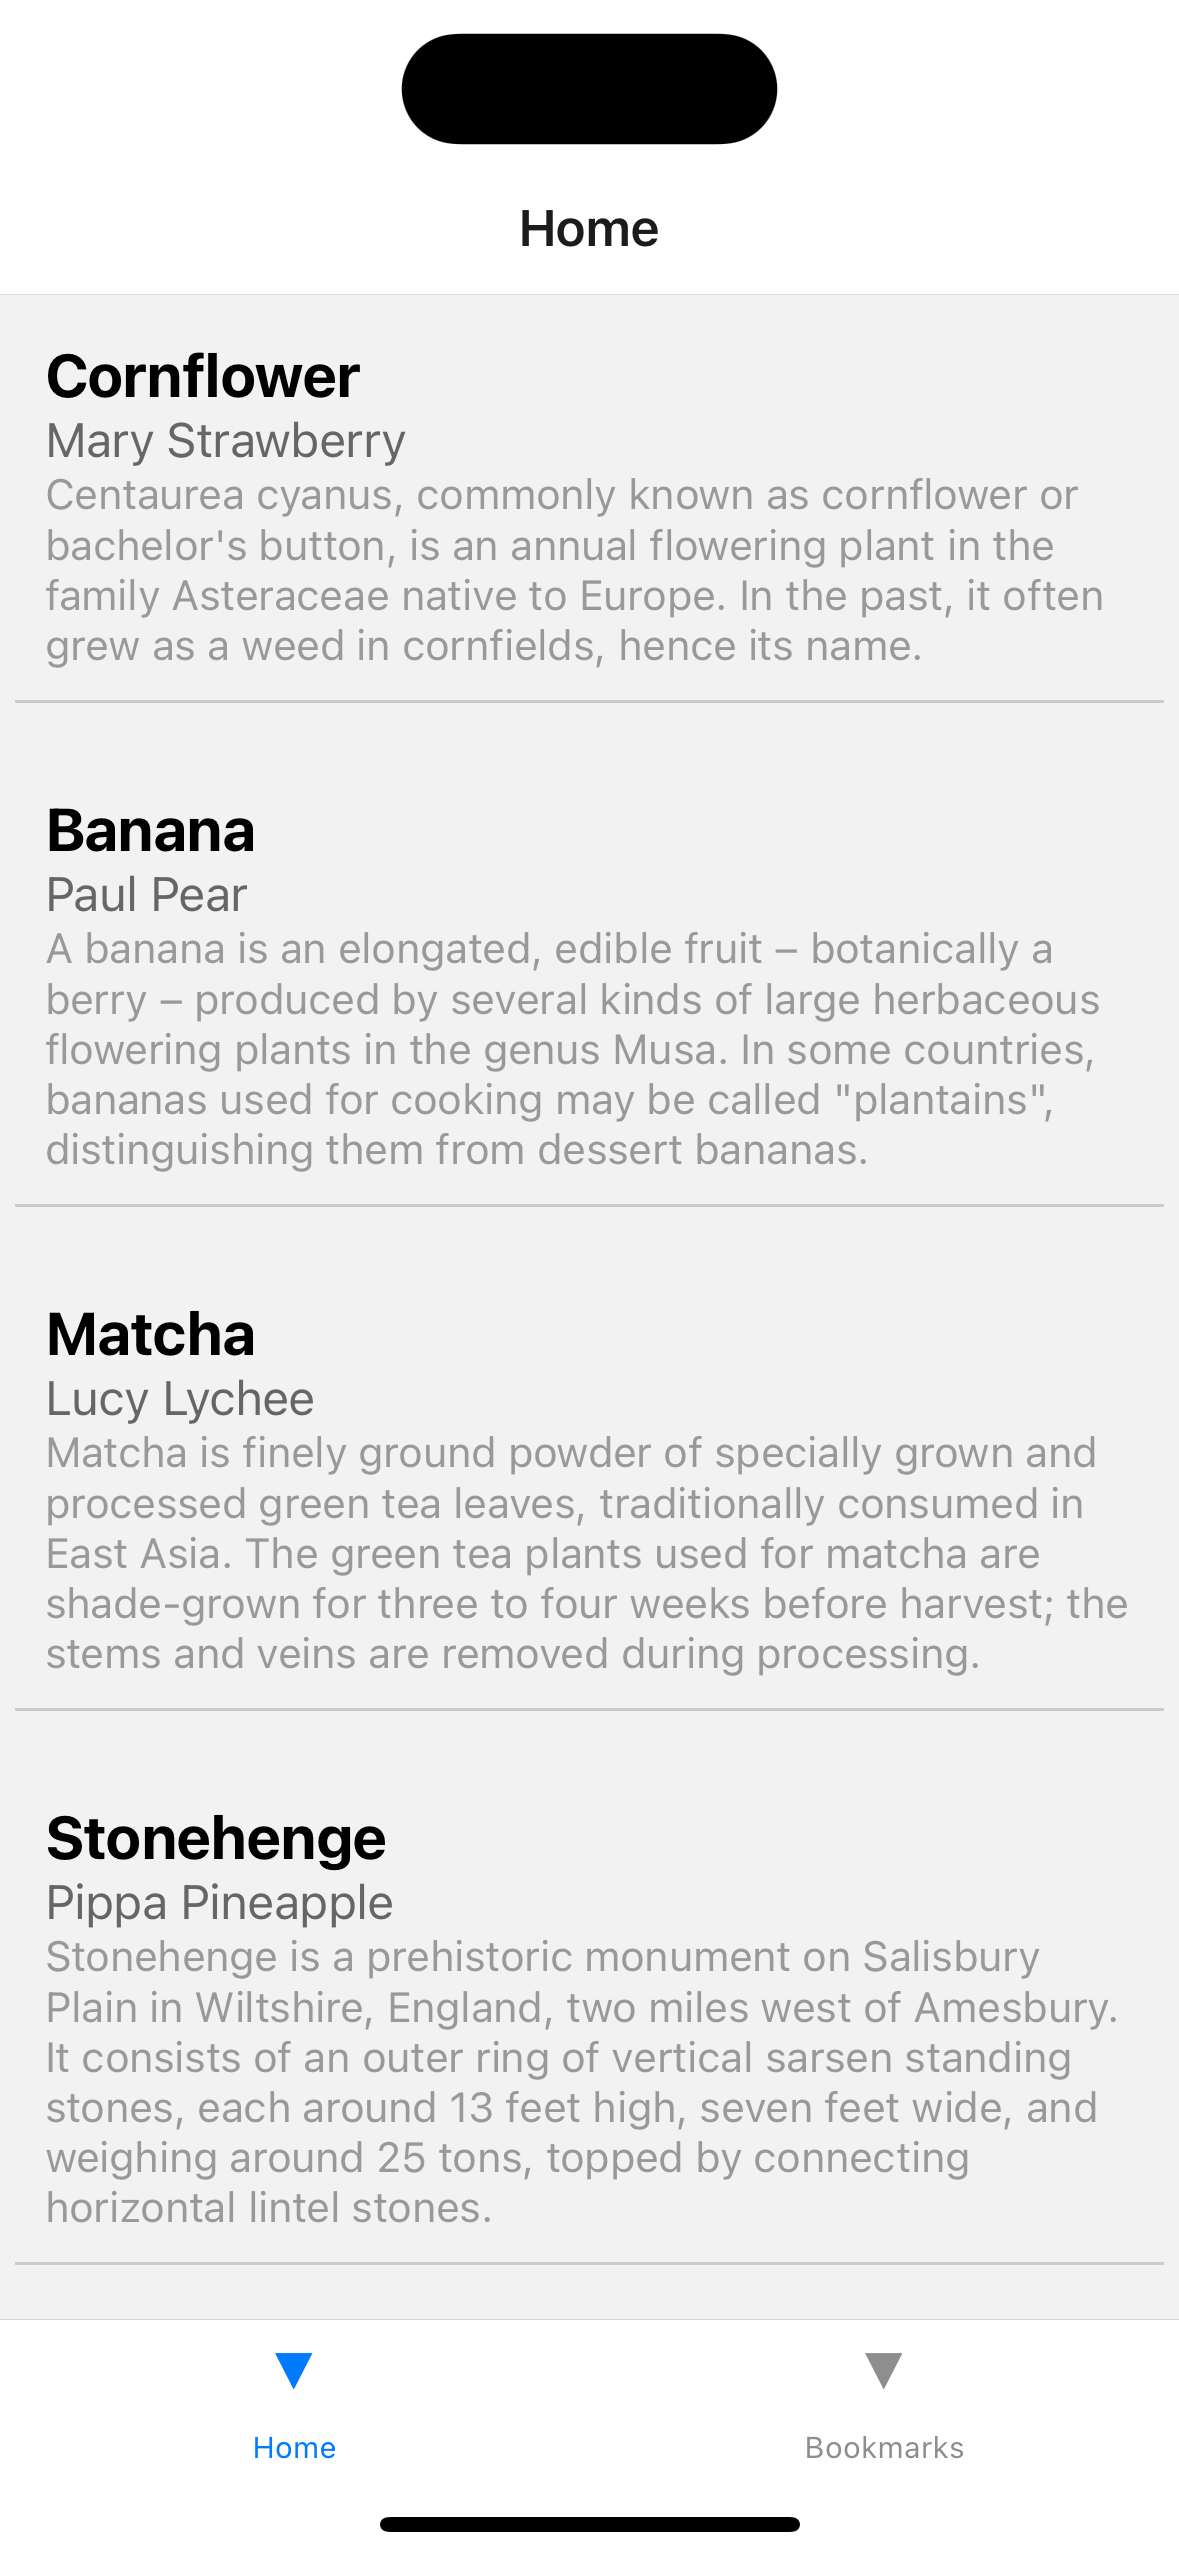 Home
Cornflower
Mary Strawberry
Centaurea cyanus, commonly known as cornflower or
bachelor's button, is an annual flowering plant in the
family Asteraceae native to Europe. In the past, it often
grew as a weed in cornfields, hence its name.
Banana
Paul Pear
A banana is an elongated, edible fruit – botanically a
berry – produced by several kinds of large herbaceous
flowering plants in the genus Musa. In some countries,
bananas used for cooking may be called "plantains",
distinguishing them from dessert bananas.
Matcha
Lucy Lychee
Matcha is finely ground powder of specially grown and
processed green tea leaves, traditionally consumed in
East Asia. The green tea plants used for matcha are
shade-grown for three to four weeks before harvest; the
stems and veins are removed during processing.
Stonehenge
Pippa Pineapple
Stonehenge is a prehistoric monument on Salisbury
Plain in Wiltshire, England, two miles west of Amesbury.
It consists of an outer ring of vertical sarsen standing
stones, each around 13 feet high, seven feet wide, and
weighing around 25 tons, topped by connecting
horizontal lintel stones.
Home
Bookmarks